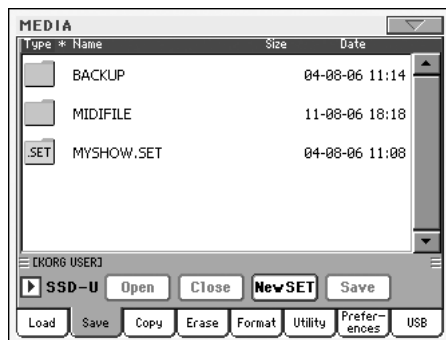 MEDIA
Type * Name Size Date
BACKUP 04-08-06 11:14
MIDIFILE 11-08-06 18:18
.SET MYSHOW.SET 04-08-06 11:08
[KORG USER]
SSD-U Open Close New SET Save
Load Save Copy Erase Format Utility Prefer-
ences USB